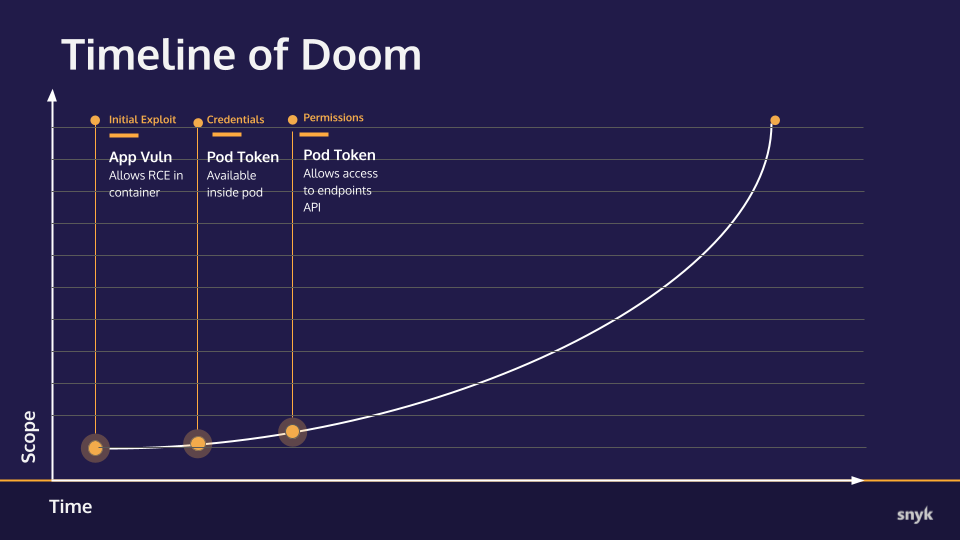 Timeline of Doom
Initial Exploit
App Vuln
Allows RCE in
container
Credentials
Pod Token
Available
inside pod
Permissions
Pod Token
Allows access
to endpoints
API
Scope
Time
snyk